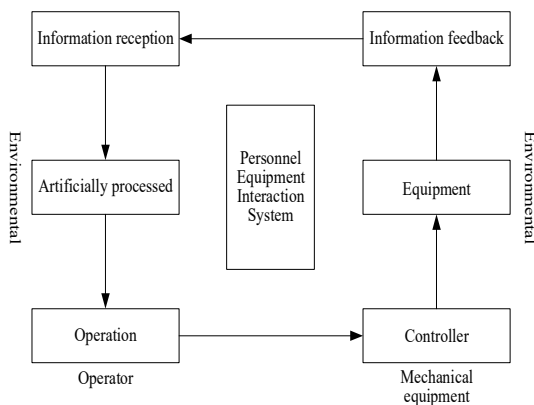 Information reception
Information feedback
Environmental
Artificially processed
Personnel
Equipment
Interaction
System
Equipment
Environmental
Operation
Controller
Operator
Mechanical
equipment